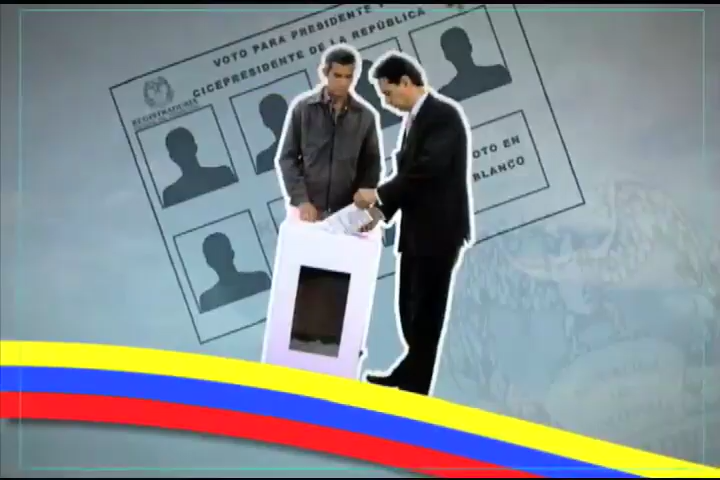 VOTO PARA PRESIDENTE Y
VICEPRESIDENTE DE LA REPÚBLICA
REGISTRADURÍA
VOTO EN
BLANCO